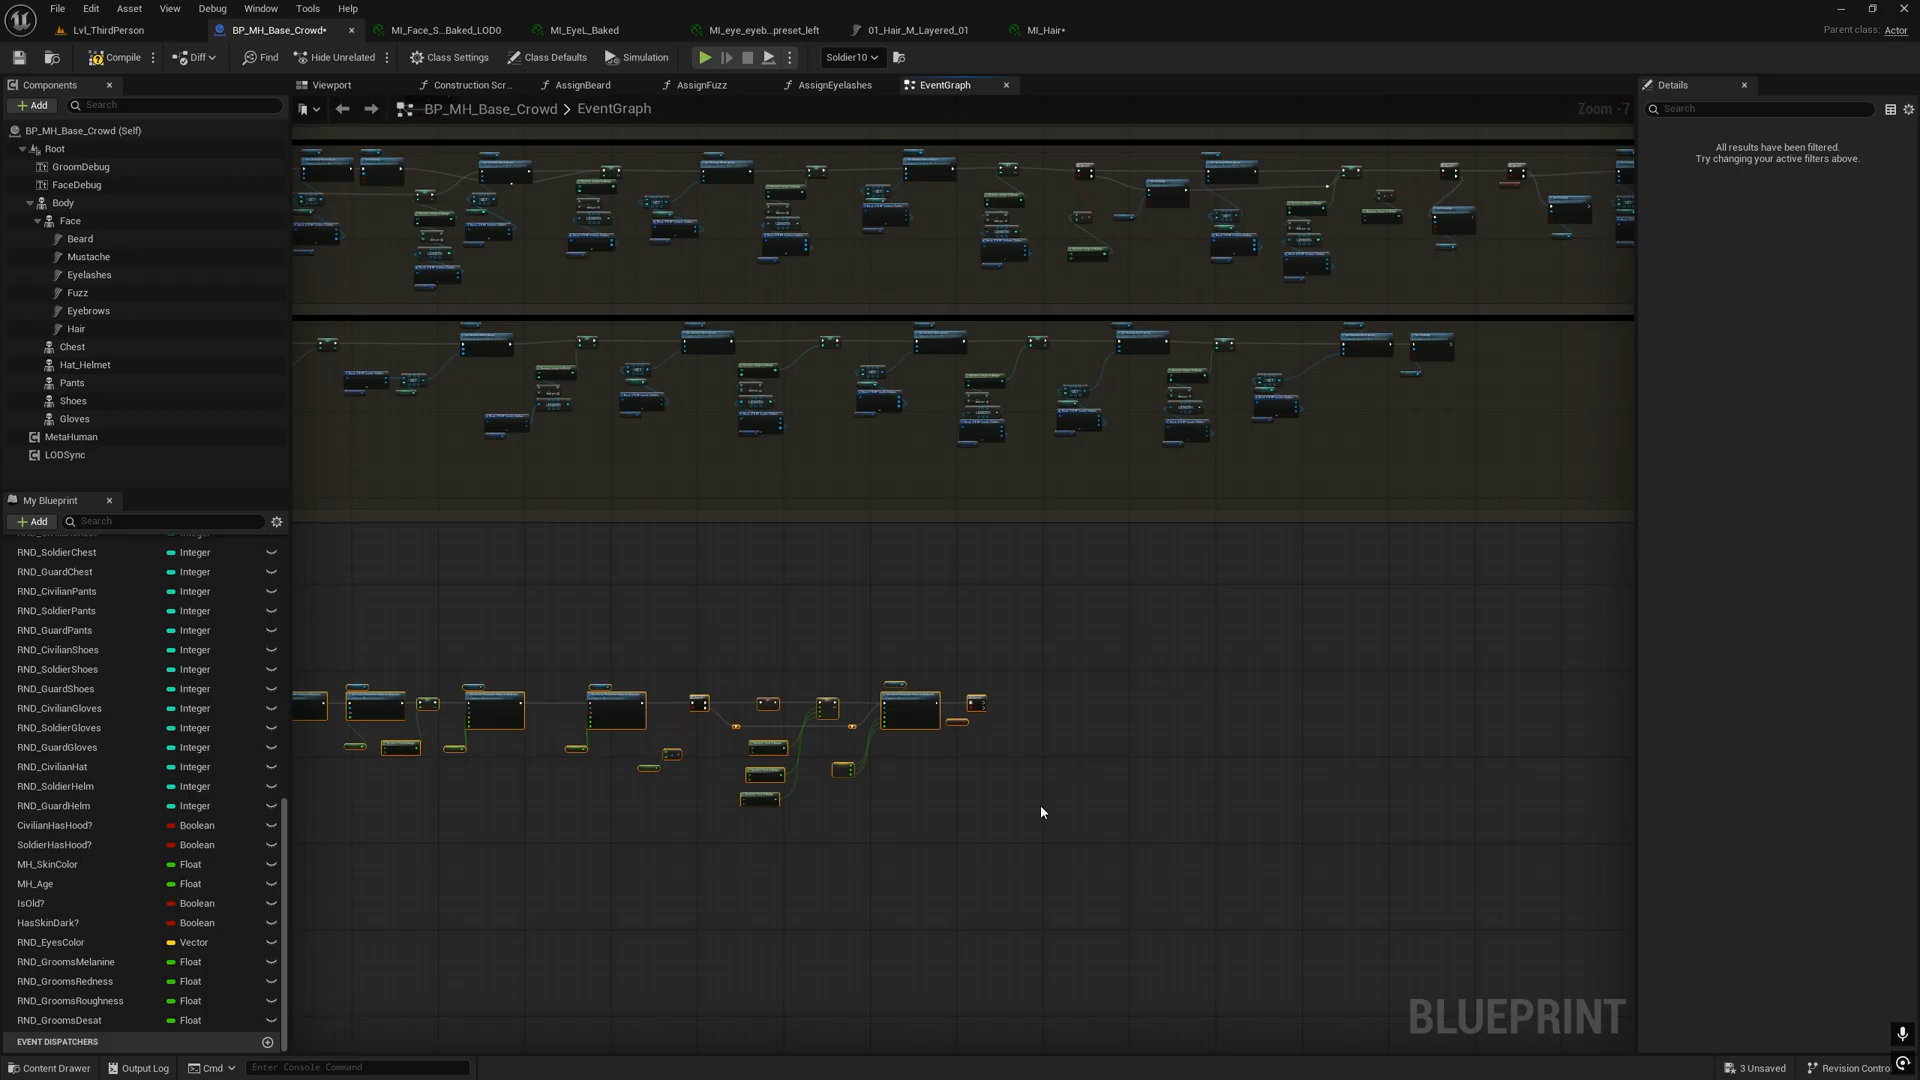 File Edit Asset View Debug Window Tools Help
Lvl_ThirdPerson BP_MH_Base_Crowd• MI_Face_S...Baked_LOD0 MI_EyeL_Baked MI_eye_eyeb...preset_left 01_Hair_M_Layered_01 MI_Hair•
Parent class: Actor
Compile Diff Find Hide Unrelated Class Settings Class Defaults Simulation Soldier10
Components
Viewport Construction Scr... AssignBeard AssignFuzz AssignEyelashes EventGraph
Details
+ Add Search
BP_MH_Base_Crowd > EventGraph
Zoom -7
Search
All results have been filtered.
Try changing your active filters above.
BP_MH_Base_Crowd (Self)
Root
GroomDebug
FaceDebug
Body
Face
Beard
Mustache
Eyelashes
Fuzz
Eyebrows
Hair
Chest
Hat_Helmet
Pants
Shoes
Gloves
MetaHuman
LODSync
My Blueprint
+ Add Search
RND_SoldierChest Integer
RND_GuardChest Integer
RND_CivilianPants Integer
RND_SoldierPants Integer
RND_GuardPants Integer
RND_CivilianShoes Integer
RND_SoldierShoes Integer
RND_GuardShoes Integer
RND_CivilianGloves Integer
RND_SoldierGloves Integer
RND_GuardGloves Integer
RND_CivilianHat Integer
RND_SoldierHelm Integer
RND_GuardHelm Integer
CivilianHasHood? Boolean
SoldierHasHood? Boolean
MH_SkinColor Float
MH_Age Float
IsOld? Boolean
HasSkinDark? Boolean
RND_EyesColor Vector
RND_GroomsMelanine Float
RND_GroomsRedness Float
RND_GroomsRoughness Float
RND_GroomsDesat Float
EVENT DISPATCHERS
BLUEPRINT
Content Drawer Output Log Cmd Enter Console Command 3 Unsaved Revision Contro